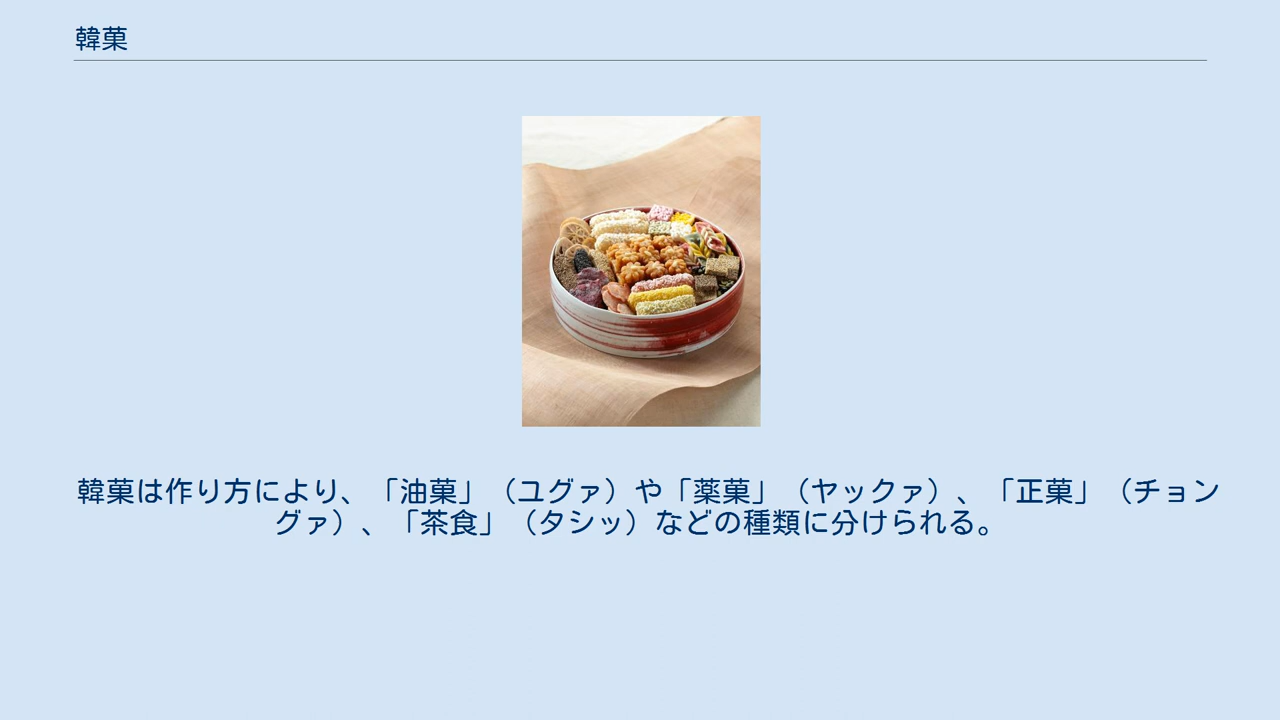 韓菓
韓菓は作り方により、「油菓」（ユグァ）や「薬菓」（ヤックァ）、「正菓」（チョン
グァ）、「茶食」（タシッ）などの種類に分けられる。